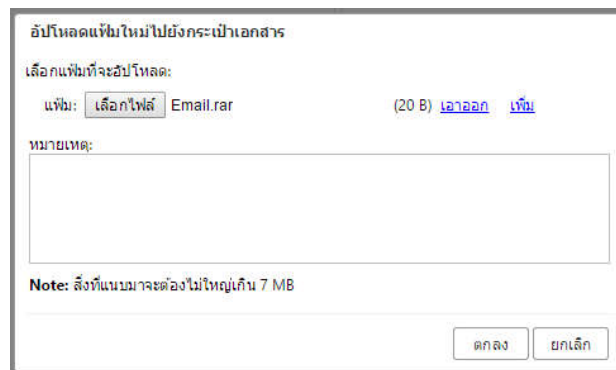 อัปโหลดแฟ้มใหม่ไปยังกระเป๋าเอกสาร
เลือกแฟ้มที่จะอัปโหลด:
แฟ้ม: เลือกไฟล์ Email.rar (20 B) เอาออก เพิ่ม
หมายเหตุ:
Note: สิ่งที่แนบมาจะต้องไม่ใหญ่เกิน 7 MB
ตกลง ยกเลิก